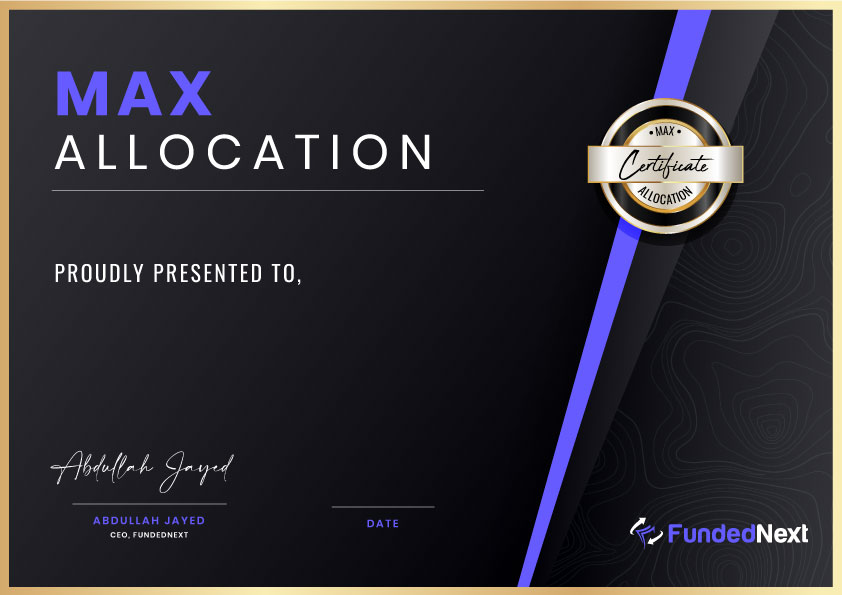 MAX
ALLOCATION
• MAX •
Certificate
ALLOCATION
PROUDLY PRESENTED TO,
Abdullah Jayed
ABDULLAH JAYED
CEO, FUNDEDNEXT
DATE
FundedNext